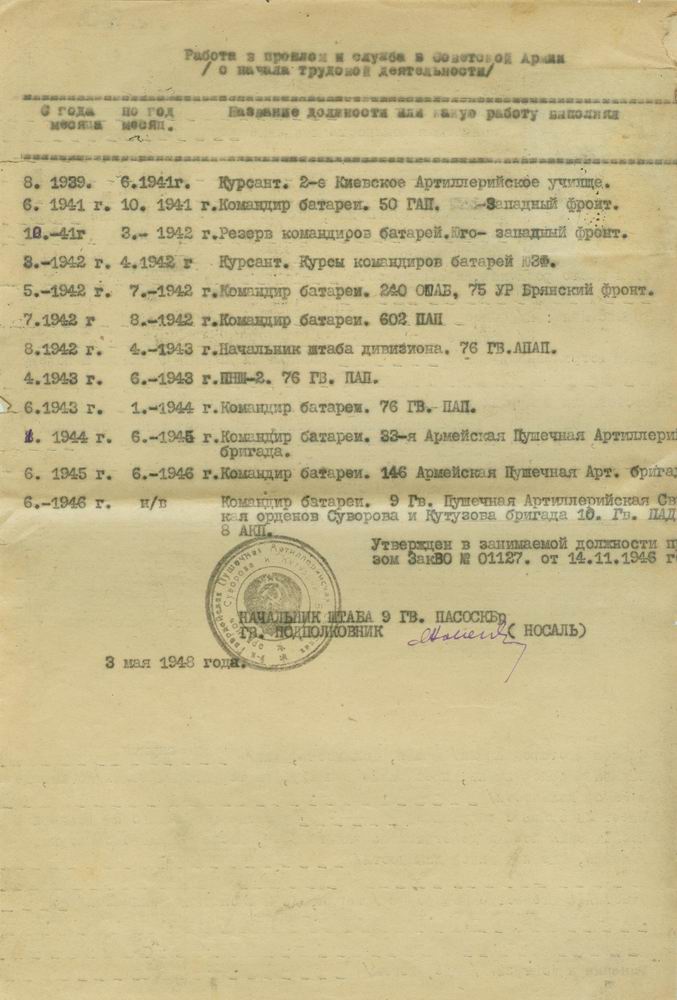 Работа в прошлом и служба в Советской Армии
/ с начала трудовой деятельности/
С года по год Название должности или какую работу выполнял
месяца месяц.
8. 1939. 6.1941г. Курсант. 2-е Киевское Артиллерийское училище.
6. 1941 г. 10. 1941 г. Командир батареи. 50 ГАП. -Западный фронт.
10.-41г 3.- 1942 г. Резерв командиров батарей. Юго- западный фронт.
3.-1942 г. 4.1942 г Курсант. Курсы командиров батарей ЮЗФ.
5.-1942 г. 7.-1942 г. Командир батареи. 240 ОПАБ, 75 УР Брянский фронт.
7.1942 г 8.-1942 г. Командир батареи. 602 ПАП
8.1942 г. 4.-1943 г. Начальник штаба дивизиона. 76 ГВ.АПАП.
4.1943 г. 6.-1943 г. ПНШ-2. 76 ГВ. ПАП.
6.1943 г. 1.-1944 г. Командир батареи. 76 ГВ. ПАП.
1. 1944 г. 6.-1945 г. Командир батареи. 33-я Армейская Пушечная Артиллери
бригада.
6. 1945 г. 6.-1946 г. Командир батареи. 146 Армейская Пушечная Арт. брига
6.-1946 г. н/в Командир батареи. 9 Гв. Пушечная Артиллерийская Св
кая орденов Суворова и Кутузова бригада 10. Гв. ПАД
8 АКП.
Утвержден в занимаемой должности п
зом ЗакВО № 01127. от 14.11.1946 г
НАЧАЛЬНИК ШТАБА 9 ГВ. ПАСОСКБр
ГВ. ПОДПОЛКОВНИК ( НОСАЛЬ)
3 мая 1948 года.